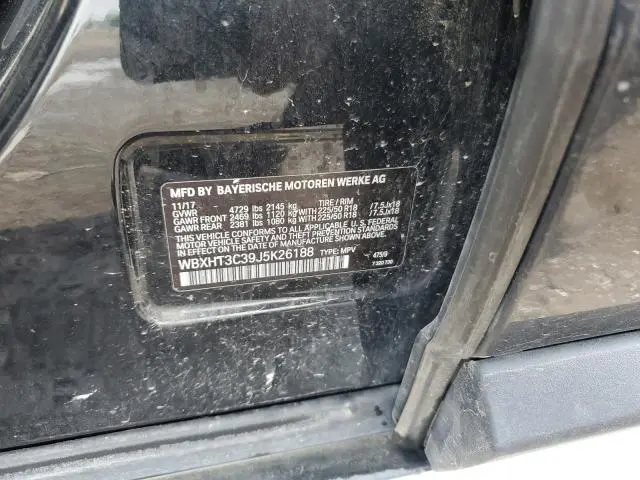 MFD BY BAYERISCHE MOTOREN WERKE AG
11/17 TIRE / RIM
GVWR 4729 lbs 2145 kg
GAWR FRONT 2469 lbs 1120 kg WITH 225/50 R18 /7.5Jx18
GAWR REAR 2381 lbs 1080 kg WITH 225/50 R18 /7.5Jx18
THIS VEHICLE CONFORMS TO ALL APPLICABLE U.S. FEDERAL
MOTOR VEHICLE SAFETY AND THEFT PREVENTION STANDARDS
IN EFFECT ON THE DATE OF MANUFACTURE SHOWN ABOVE.
WBXHT3C39J5K26188 TYPE: MPV 475/9